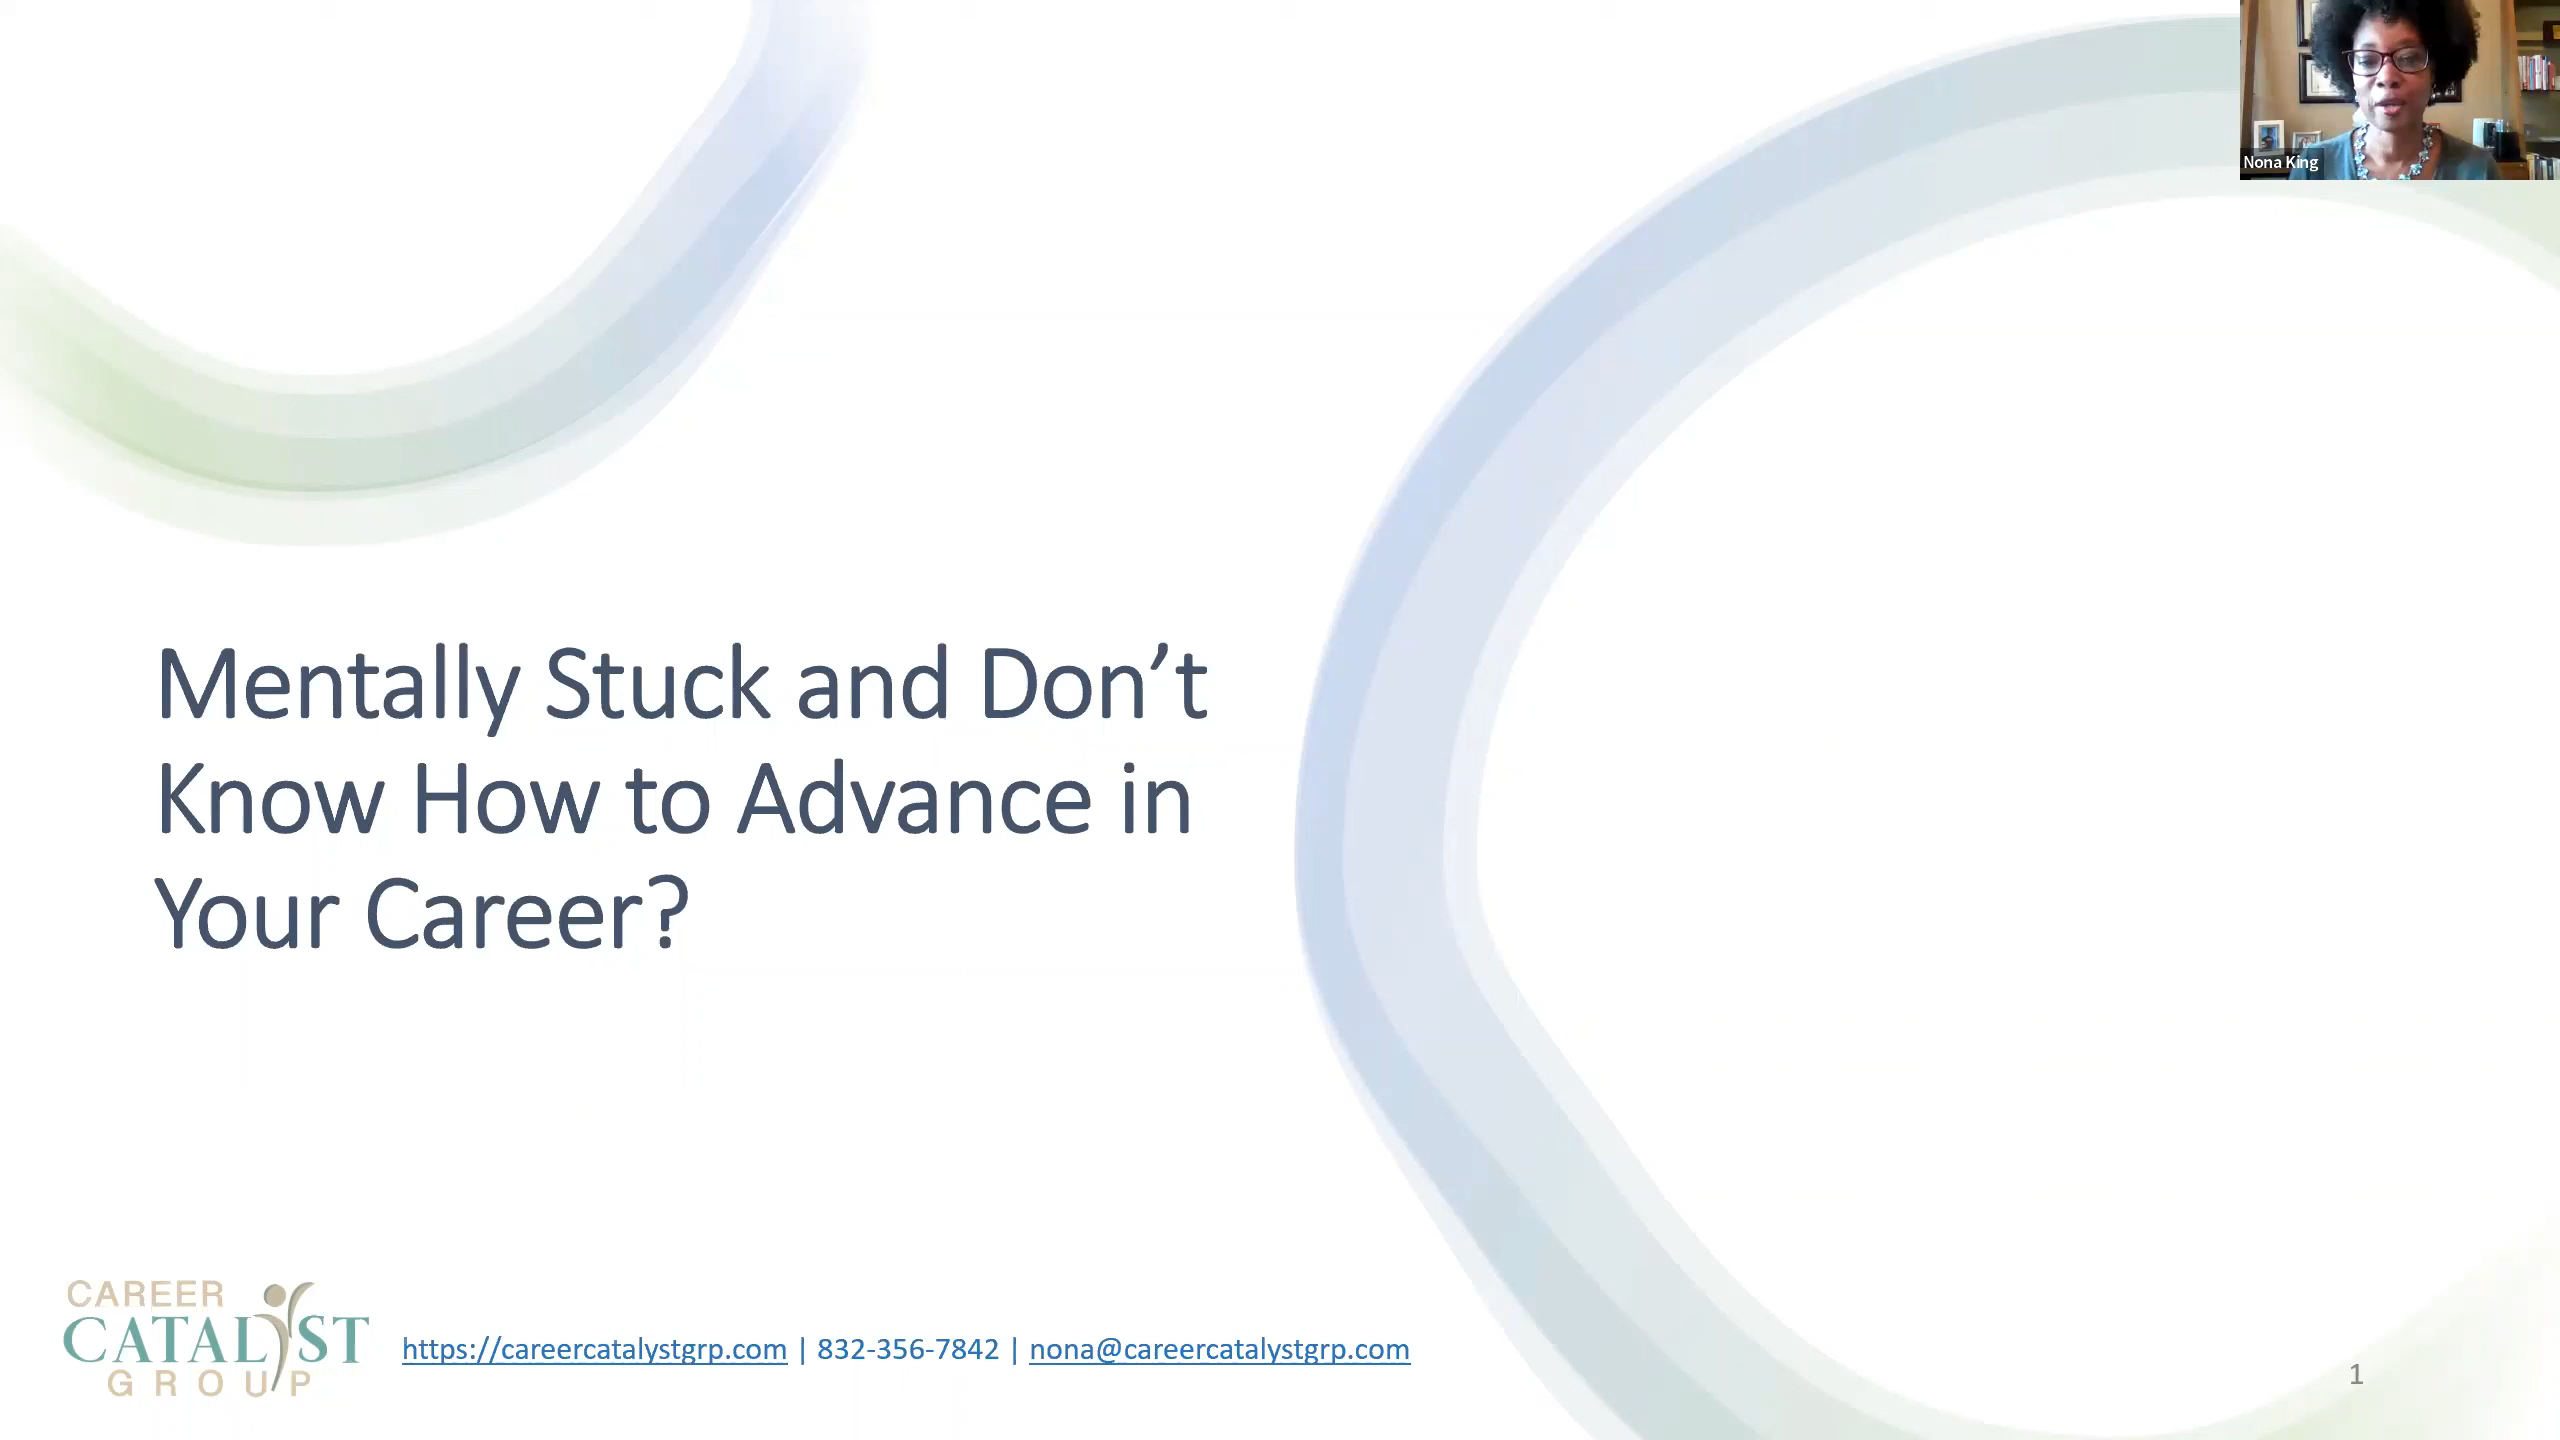 Nona King
Mentally Stuck and Don’t
Know How to Advance in
Your Career?
CAREER
CATALYST
GROUP
https://careercatalystgrp.com | 832-356-7842 | nona@careercatalystgrp.com
1